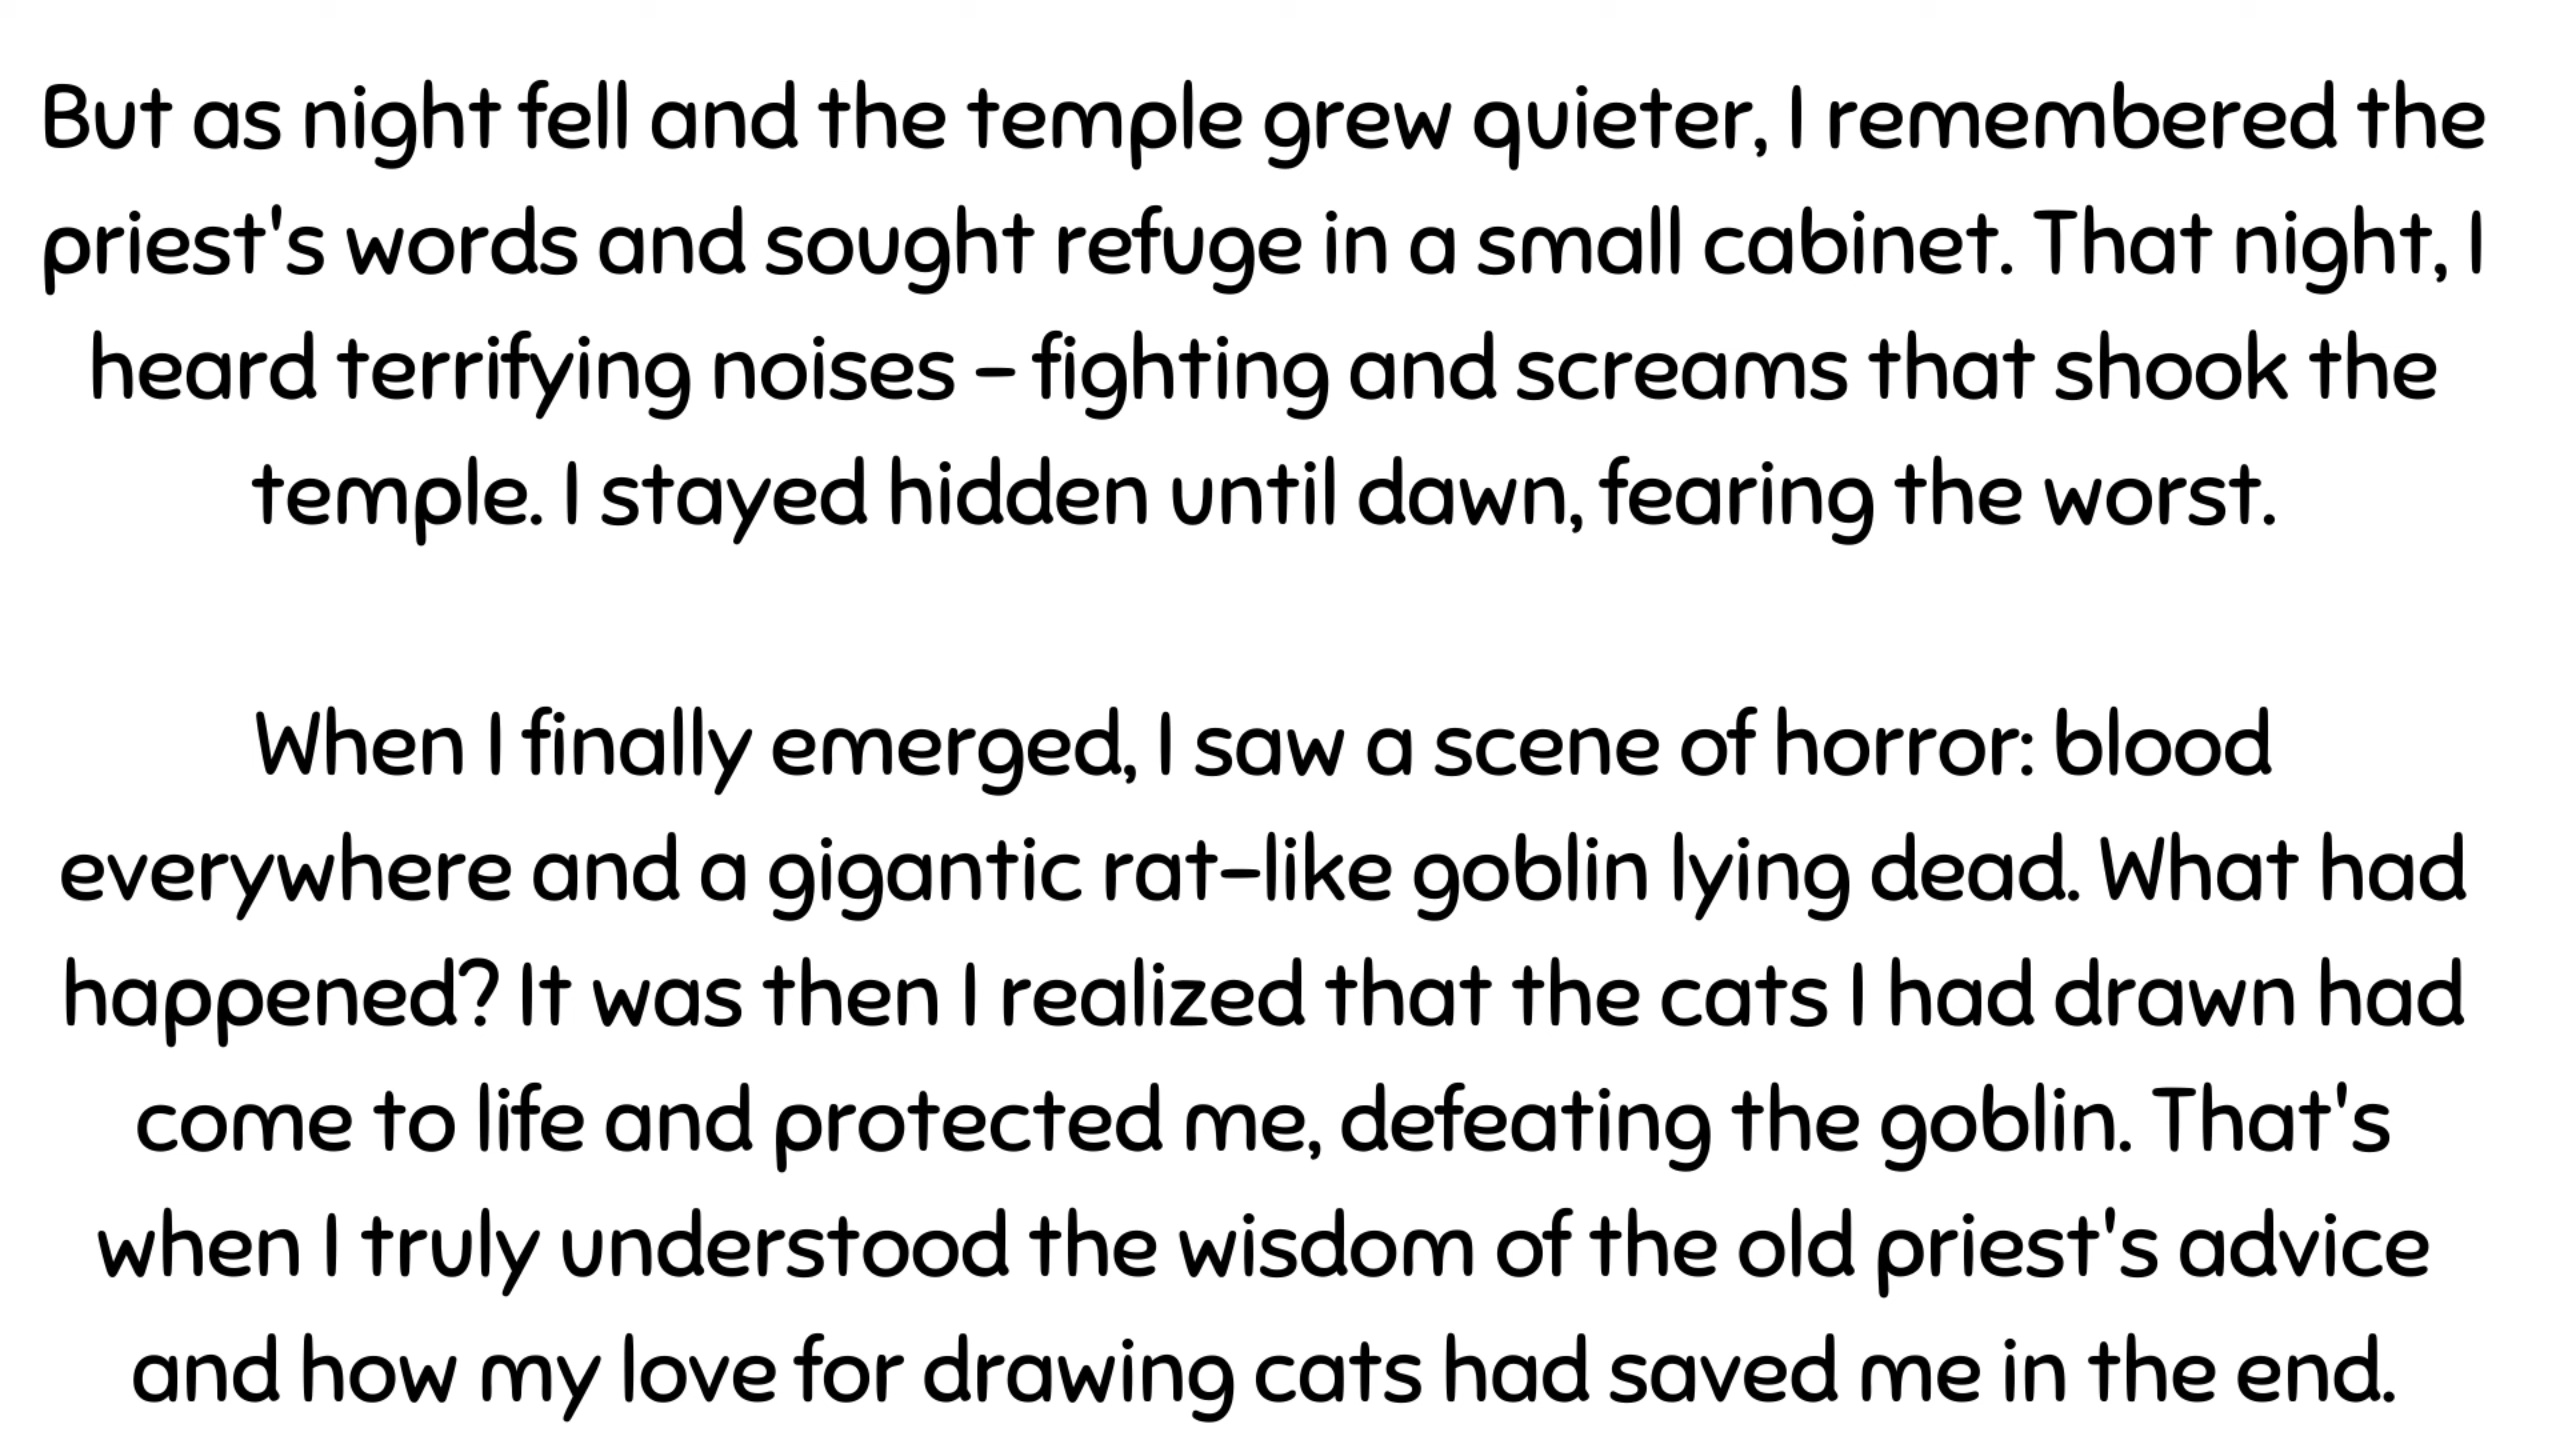 But as night fell and the temple grew quieter, I remembered the
priest's words and sought refuge in a small cabinet. That night, I
heard terrifying noises – fighting and screams that shook the
temple. I stayed hidden until dawn, fearing the worst.
When I finally emerged, I saw a scene of horror: blood
everywhere and a gigantic rat-like goblin lying dead. What had
happened? It was then I realized that the cats I had drawn had
come to life and protected me, defeating the goblin. That's
when I truly understood the wisdom of the old priest's advice
and how my love for drawing cats had saved me in the end.